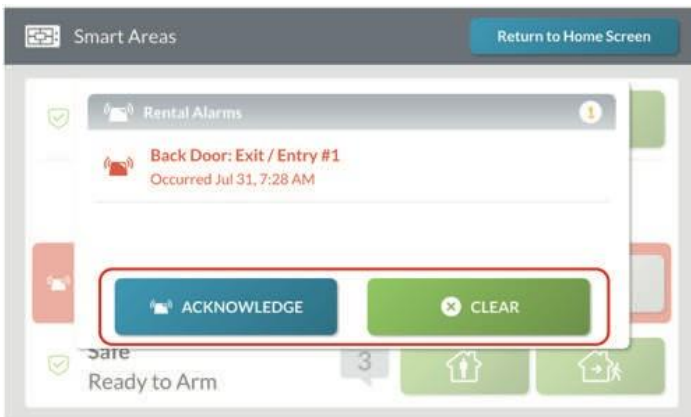 Smart Areas
Return to Home Screen
Rental Alarms
1
Back Door: Exit / Entry #1
Occurred Jul 31, 7:28 AM
ACKNOWLEDGE
CLEAR
Safe
Ready to Arm
3